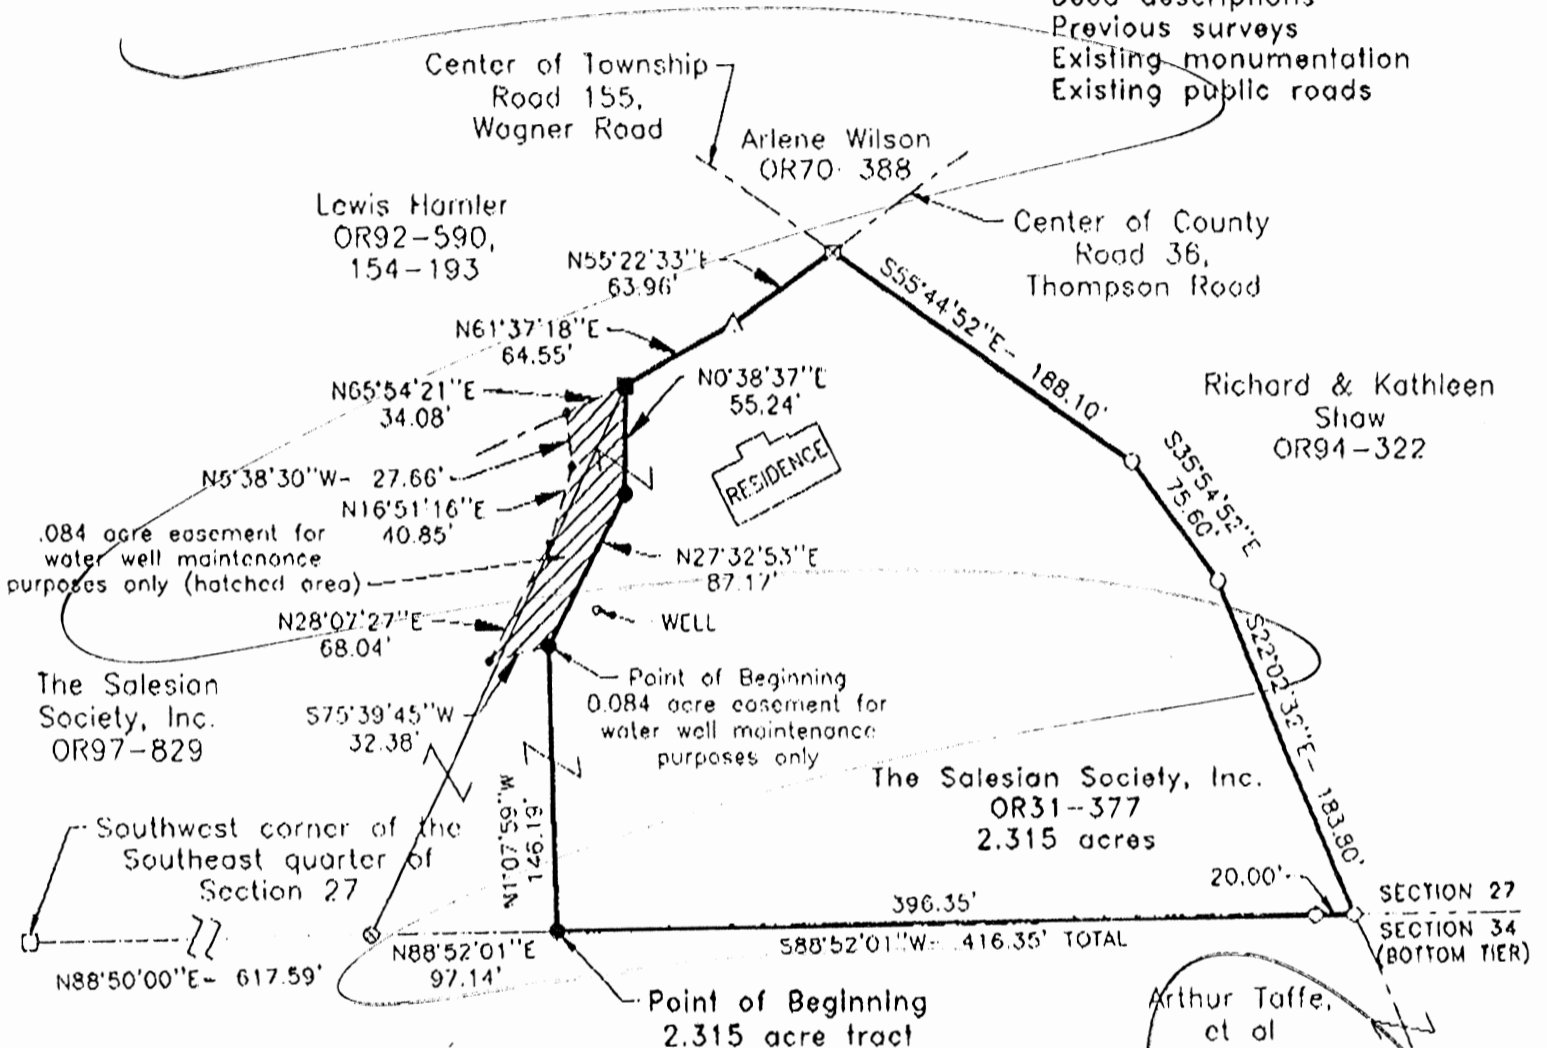 Deed descriptions
Previous surveys
Existing monumentation
Existing public roads
Center of Township
Road 155,
Wagner Road
Arlene Wilson
OR70-388
Lewis Hamler
OR92-590,
154-193
Center of County
Road 36,
Thompson Road
N55°22'33"E
63.96'
S55°44'52"E- 188.10'
N61°37'18"E
64.55'
N65°54'21"E
34.08'
N0°38'37"E
55.24'
Richard & Kathleen
Shaw
OR94-322
S35°54'52"E
75.60'
RESIDENCE
N5°38'30"W- 27.66'
N16°51'16"E
40.85'
.084 acre easement for
water well maintenance
purposes only (hatched area)
N27°32'53"E
87.17'
N28°07'27"E
68.04'
WELL
S22°02'32"E- 183.80'
The Salesian
Society, Inc.
OR97-829
S75°39'45"W
32.38'
Point of Beginning
0.084 acre easement for
water well maintenance
purposes only
N1°07'59"W
146.19'
The Salesian Society, Inc.
OR31-377
2.315 acres
Southwest corner of the
Southeast quarter of
Section 27
20.00'
396.35'
SECTION 27
SECTION 34
(BOTTOM TIER)
N88°50'00"E- 617.59'
N88°52'01"E
97.14'
S88°52'01"W- 416.35' TOTAL
Point of Beginning
2.315 acre tract
Arthur Taffe,
et al